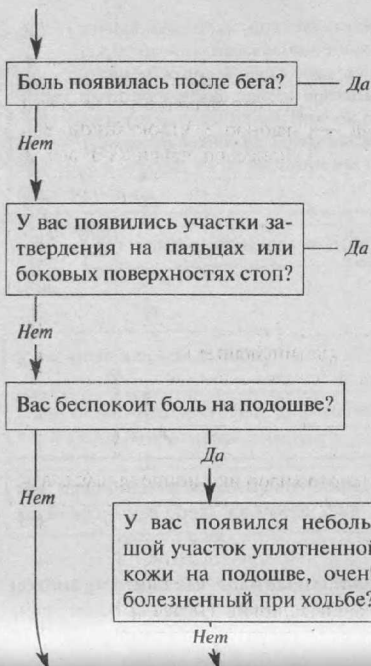 Боль появилась после бега?
Да
Нет
У вас появились участки за-
твердения на пальцах или
боковых поверхностях стоп?
Да
Нет
Вас беспокоит боль на подошве?
Да
Нет
У вас появился неболь-
шой участок уплотненной
кожи на подошве, очень
болезненный при ходьбе?
Нет